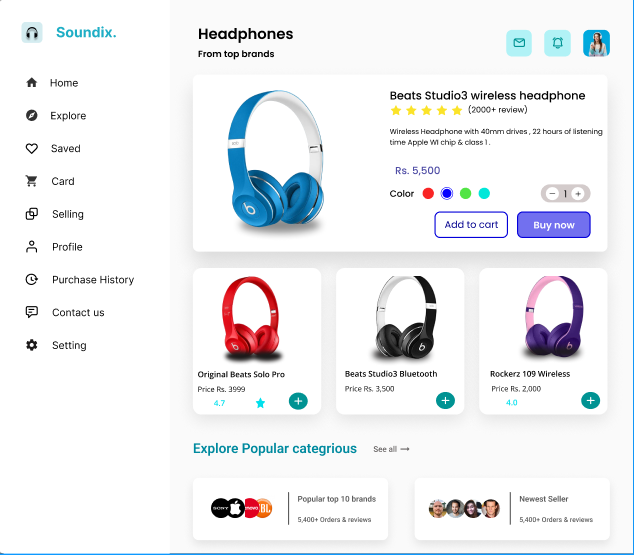 Soundix.
Home
Explore
Saved
Card
Selling
Profile
Purchase History
Contact us
Setting
Headphones
From top brands
Beats Studio3 wireless headphone
(2000+ review)
Wireless Headphone with 40mm drives , 22 hours of listening
time Apple WI chip & class 1 .
Rs. 5,500
Color
1
Add to cart
Buy now
Original Beats Solo Pro
Price Rs. 3999
4.7
Beats Studio3 Bluetooth
Price Rs. 3,500
Rockerz 109 Wireless
Price Rs. 2,000
4.0
Explore Popular categrious
See all
SONY
JBL
Popular top 10 brands
5,400+ Orders & reviews
Newest Seller
5,400+ Orders & reviews